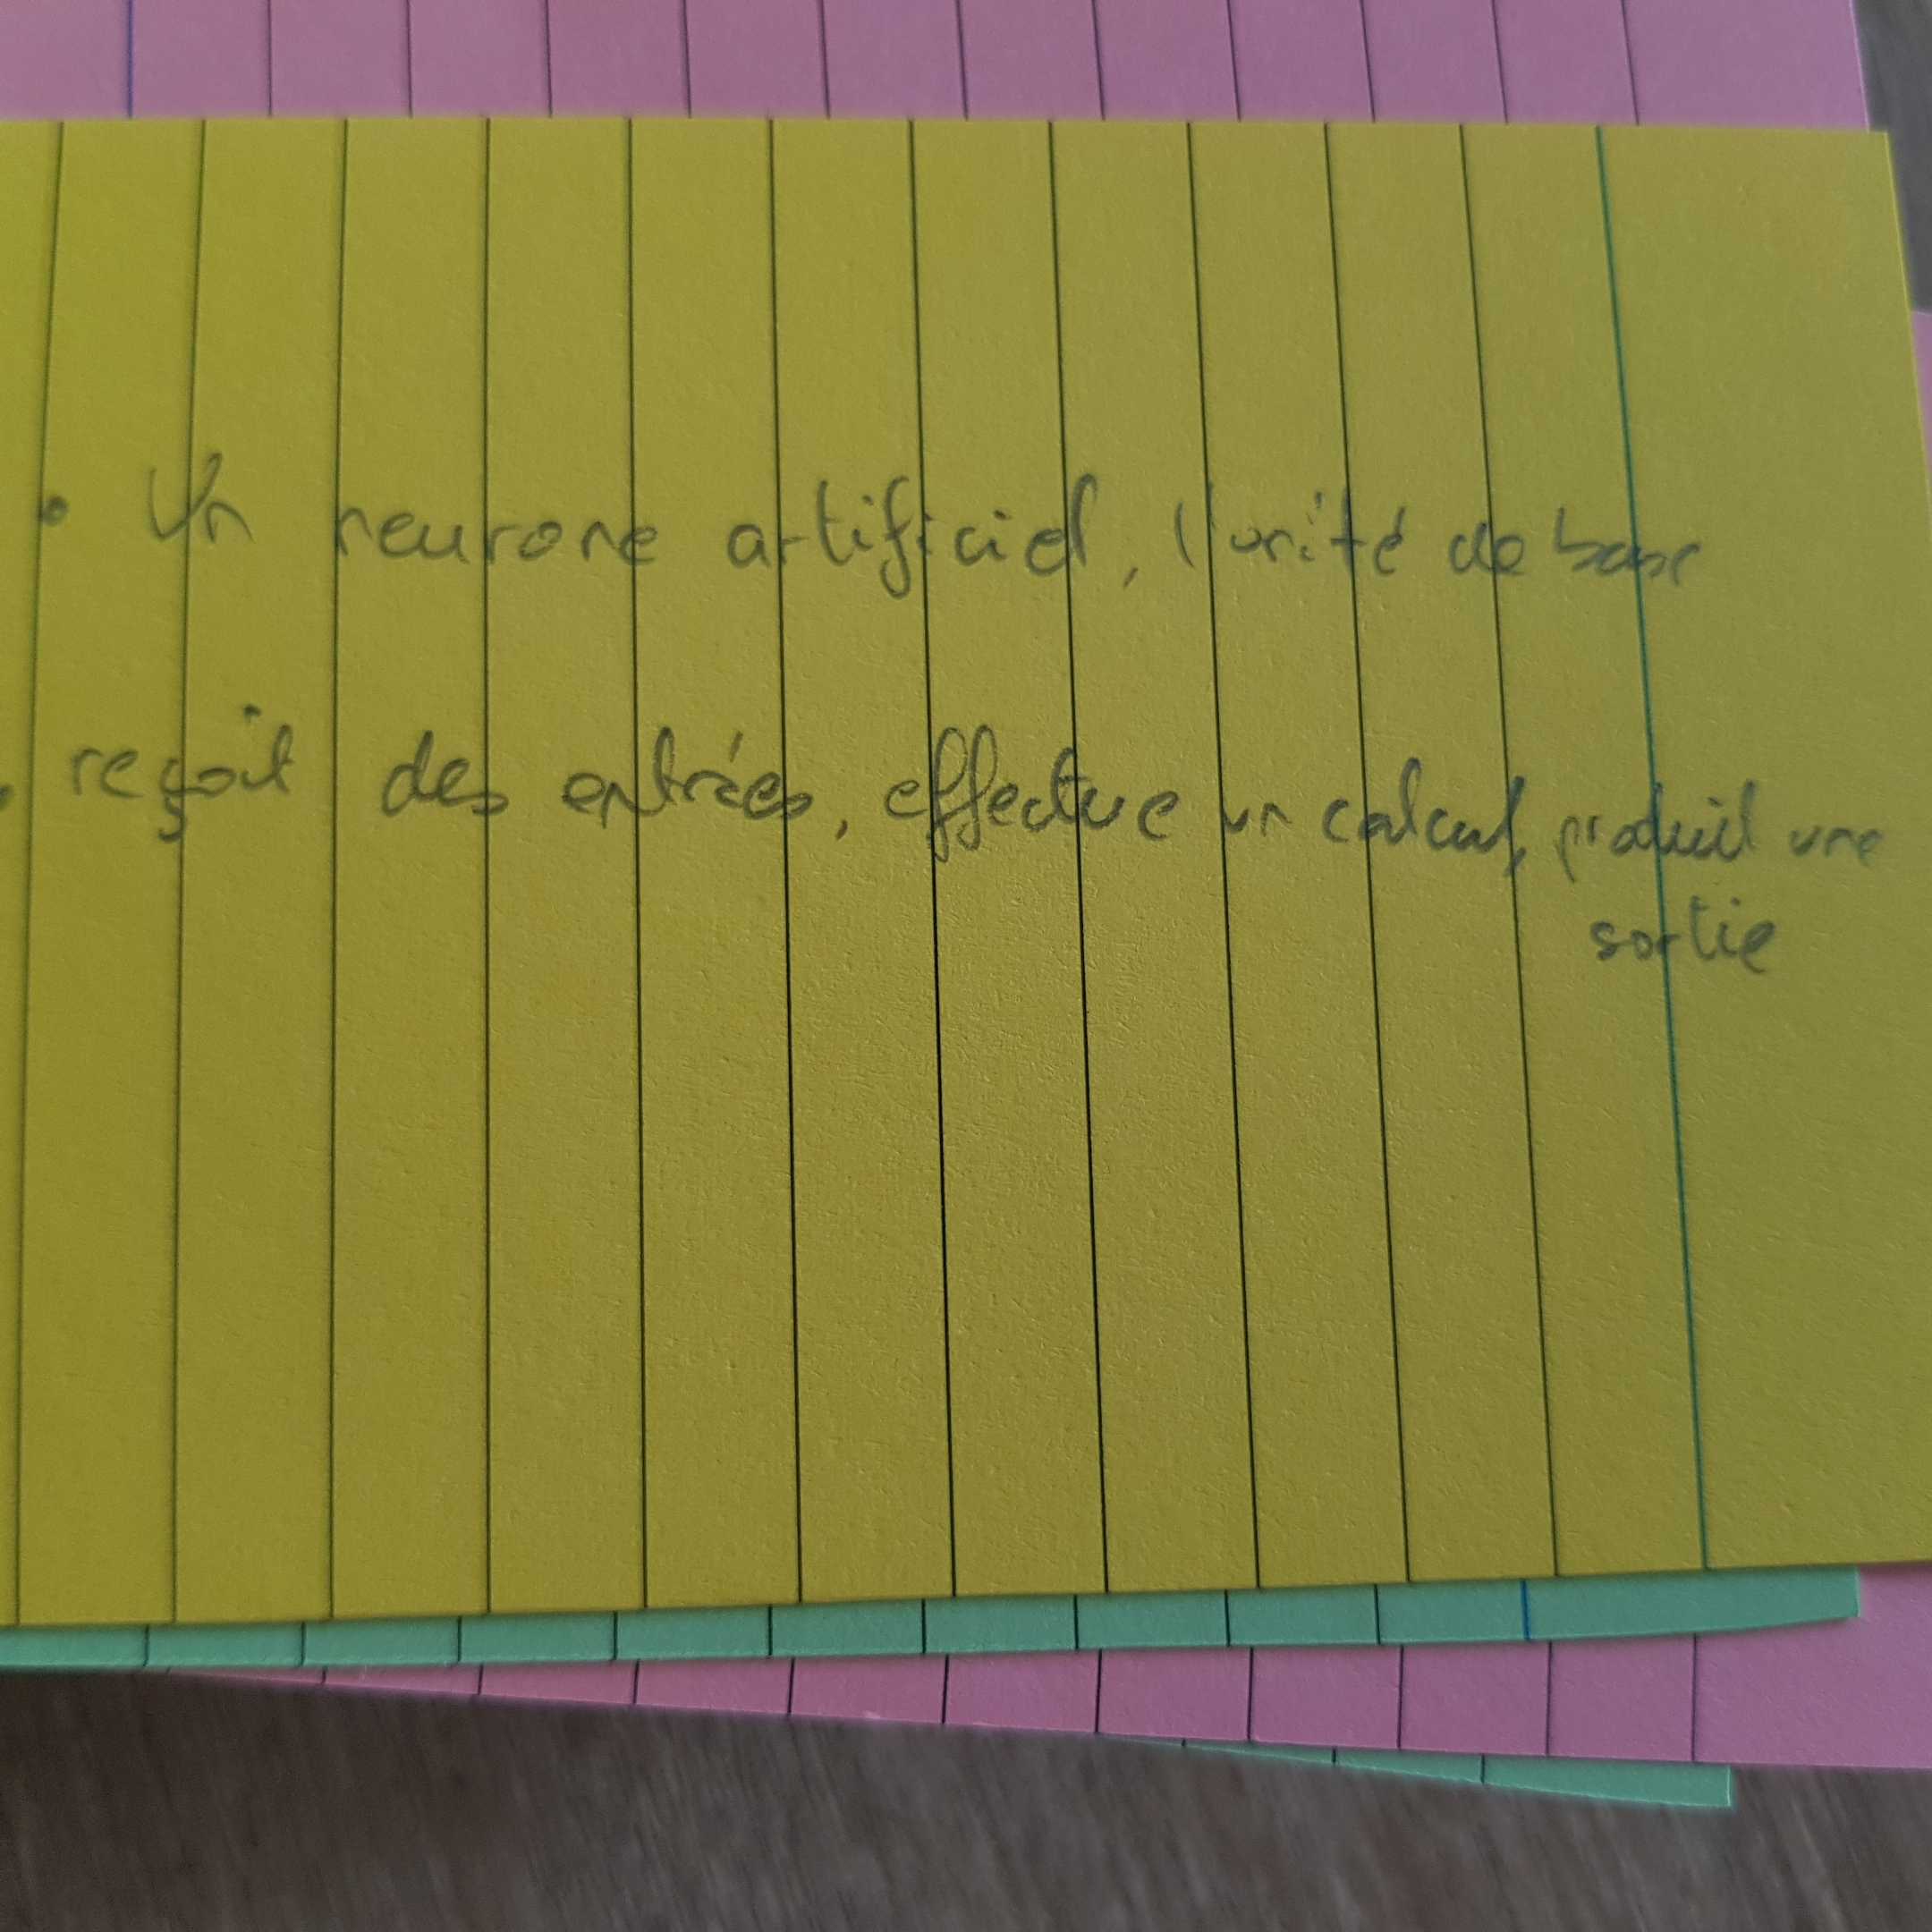 • Un neurone artificiel, l'unité de base
• reçoit des entrées, effectue un calcul, produit une
sortie